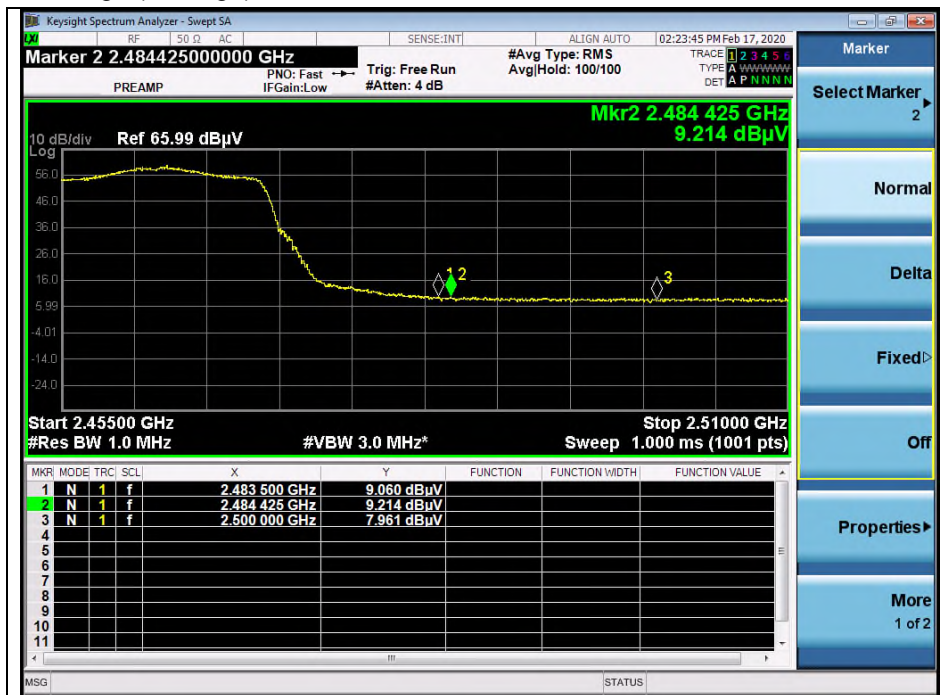 Keysight Spectrum Analyzer - Swept SA
LXI RF 50 Ω AC SENSE:INT ALIGN AUTO 02:23:45 PM Feb 17, 2020
Marker 2 2.484425000000 GHz
PREAMP
PNO: Fast
IFGain:Low
Trig: Free Run
#Atten: 4 dB
#Avg Type: RMS
Avg|Hold: 100/100
TRACE 1 2 3 4 5 6
TYPE A WWWWW
DET A P N N N N
Mkr2 2.484 425 GHz
9.214 dBµV
10 dB/div Ref 65.99 dBµV
Log
56.0
46.0
36.0
26.0
16.0
5.99
-4.01
-14.0
-24.0
1 2
3
Start 2.45500 GHz Stop 2.51000 GHz
#Res BW 1.0 MHz #VBW 3.0 MHz* Sweep 1.000 ms (1001 pts)
MKR MODE TRC SCL X Y FUNCTION FUNCTION WIDTH FUNCTION VALUE
1 N 1 f 2.483 500 GHz 9.060 dBµV
2 N 1 f 2.484 425 GHz 9.214 dBµV
3 N 1 f 2.500 000 GHz 7.961 dBµV
4
5
6
7
8
9
10
11
MSG STATUS
Marker
Select Marker
2
Normal
Delta
Fixed
Off
Properties
More
1 of 2